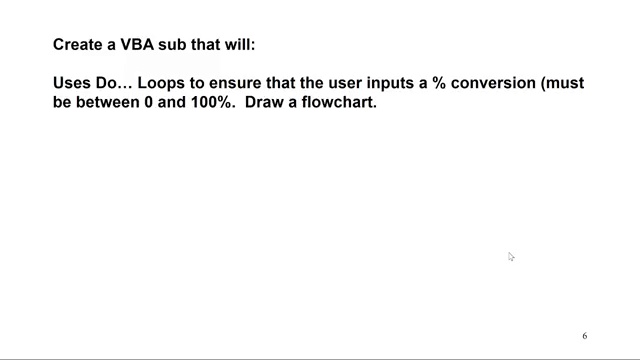 Create a VBA sub that will:
Uses Do… Loops to ensure that the user inputs a % conversion (must
be between 0 and 100%.  Draw a flowchart.
6